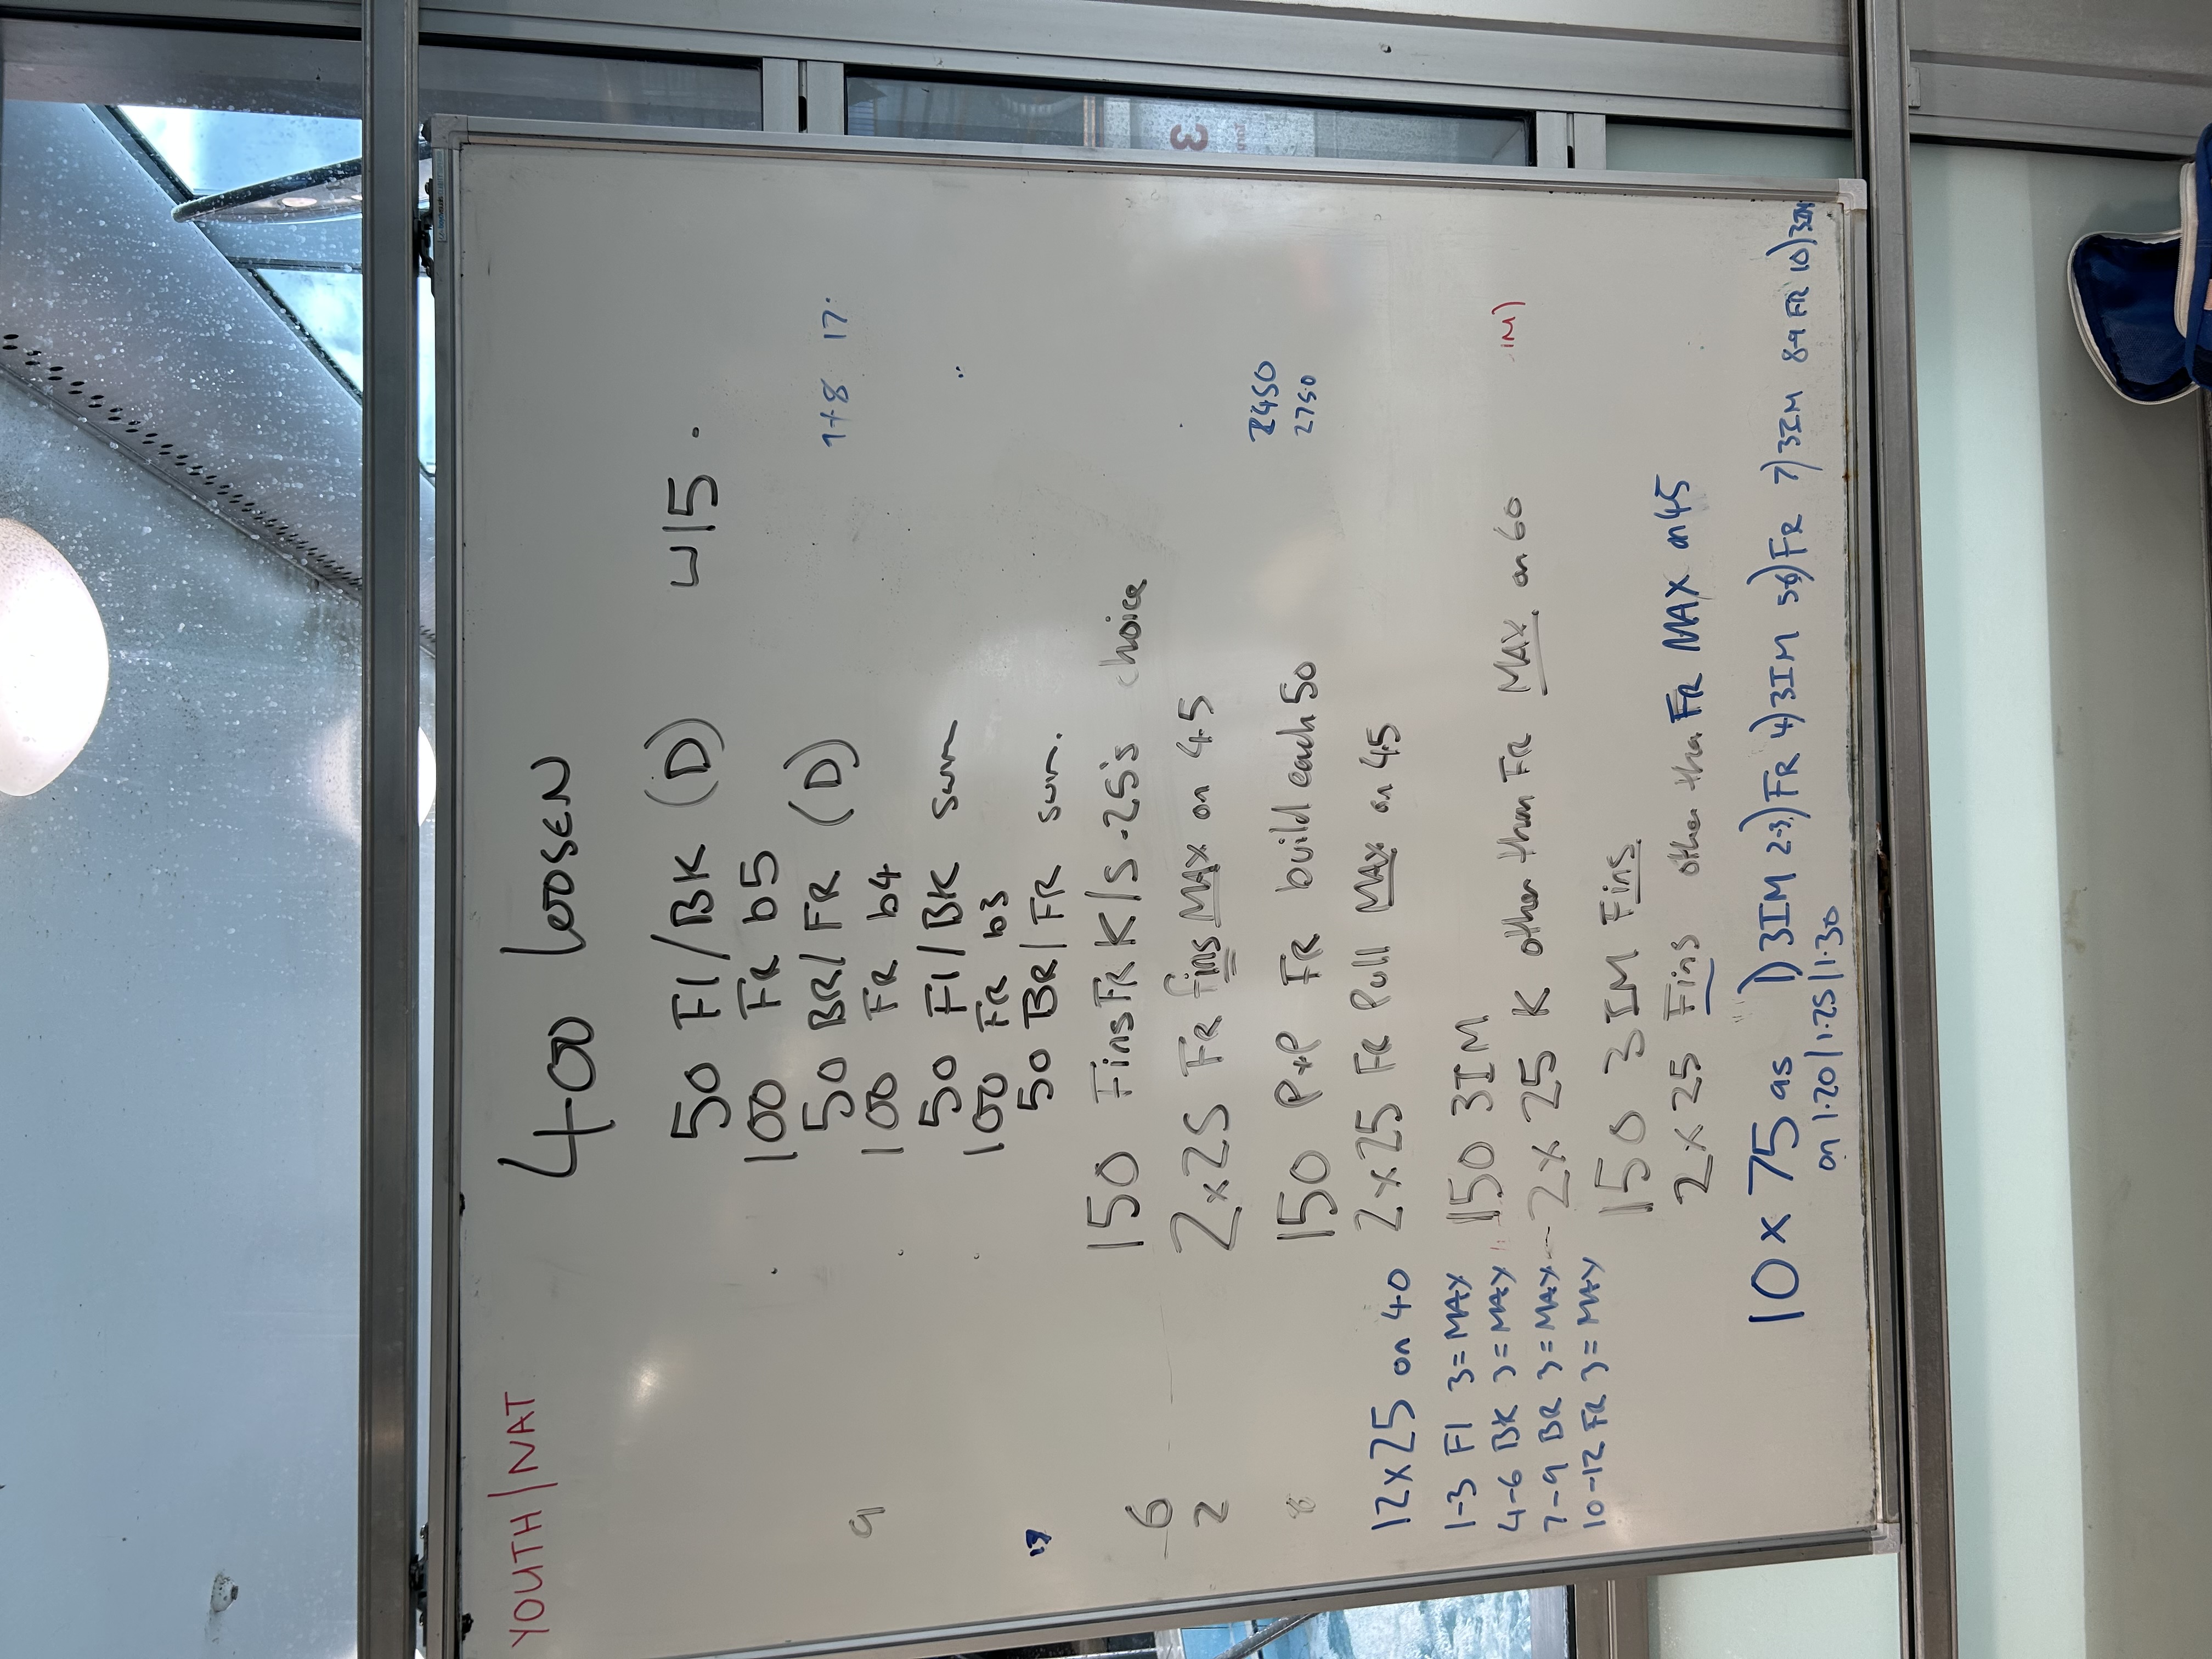 YOUTH/NAT
400 LOOSEN
50 Fl/BK (D) W15.
100 FR b5
50 BR/FR (D)
1+8 17.
9
100 FR b4
50 Fl/BK swm
100 FR b3
50 BR/FR swm.
150 Fins FR K/S .25's choice
6
2
2x25 FR fins MAX on 45
2450
2750
8
150 P+P FR build each 50
2x25 FR Pull MAX on 45
12x25 on 40
1-3 Fl 3=MAX
4-6 BK 3=MAX
7-9 BR 3=MAX
10-12 FR 3=MAX
150 3IM
2x25 K other than FR MAX on 60
IM)
150 3IM Fins
2x25 Fins other than FR MAX on 45
10x75 as 1) 3IM 2-3) FR 4) 3IM 5-6) FR 7) 3IM 8-9 FR 10) 3IM
on 1.20/1.25/1.30
3